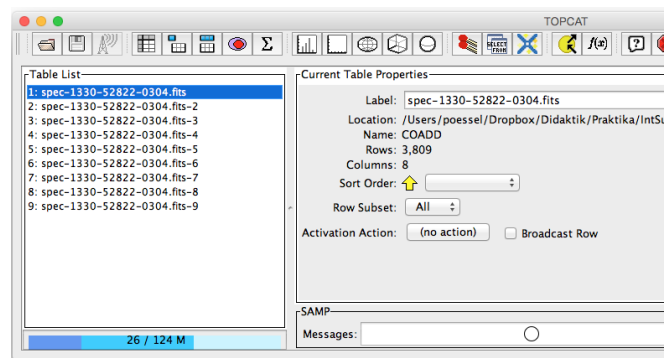 TOPCAT
Σ
SELECT
FROM
f(x)
?
Table List
1: spec-1330-52822-0304.fits
2: spec-1330-52822-0304.fits-2
3: spec-1330-52822-0304.fits-3
4: spec-1330-52822-0304.fits-4
5: spec-1330-52822-0304.fits-5
6: spec-1330-52822-0304.fits-6
7: spec-1330-52822-0304.fits-7
8: spec-1330-52822-0304.fits-8
9: spec-1330-52822-0304.fits-9
26 / 124 M
Current Table Properties
Label: spec-1330-52822-0304.fits
Location: /Users/poessel/Dropbox/Didaktik/Praktika/IntSu
Name: COADD
Rows: 3,809
Columns: 8
Sort Order:
Row Subset: All
Activation Action: (no action) Broadcast Row
SAMP
Messages: